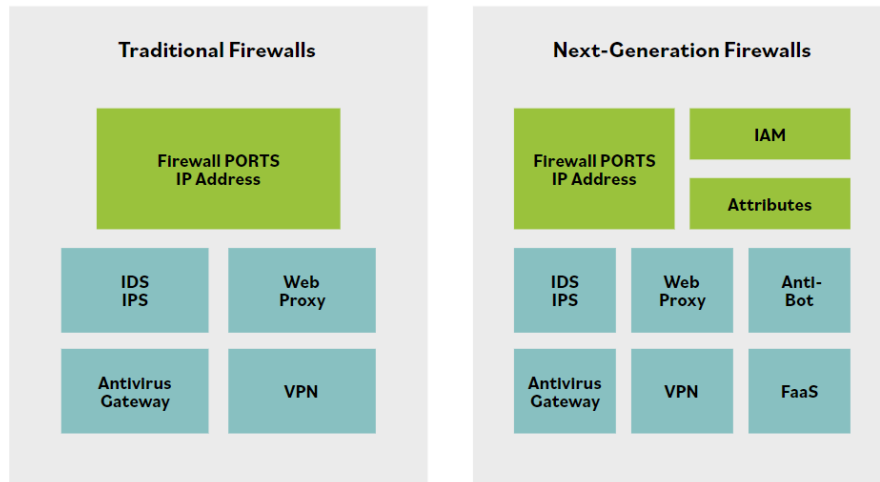 Traditional Firewalls
Firewall PORTS
IP Address
IDS
IPS
Web
Proxy
Antivirus
Gateway
VPN
Next-Generation Firewalls
Firewall PORTS
IP Address
IAM
Attributes
IDS
IPS
Web
Proxy
Anti-
Bot
Antivirus
Gateway
VPN
FaaS